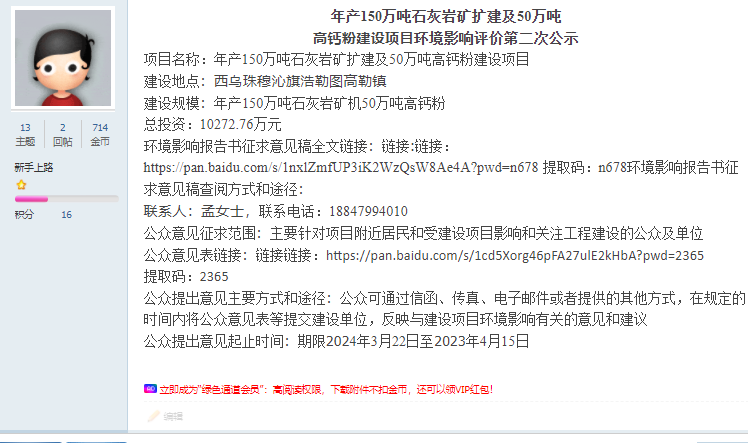 年产150万吨石灰岩矿扩建及50万吨
高钙粉建设项目环境影响评价第二次公示
项目名称：年产150万吨石灰岩矿扩建及50万吨高钙粉建设项目
建设地点：西乌珠穆沁旗浩勒图高勒镇
建设规模：年产150万吨石灰岩矿机50万吨高钙粉
总投资：10272.76万元
环境影响报告书征求意见稿全文链接：链接:链接：
https://pan.baidu.com/s/1nxlZmfUP3iK2WzQsW8Ae4A?pwd=n678 提取码：n678环境影响报告书征
求意见稿查阅方式和途径：
联系人：孟女士，联系电话：18847994010
公众意见征求范围：主要针对项目附近居民和受建设项目影响和关注工程建设的公众及单位
公众意见表链接：链接链接：https://pan.baidu.com/s/1cd5Xorg46pFA27ulE2kHbA?pwd=2365
提取码：2365
公众提出意见主要方式和途径：公众可通过信函、传真、电子邮件或者提供的其他方式，在规定的
时间内将公众意见表等提交建设单位，反映与建设项目环境影响有关的意见和建议
公众提出意见起止时间：期限2024年3月22日至2023年4月15日
13 2 714
主题 回帖 金币
新手上路
积分 16
立即成为"绿色通道会员"：高阅读权限，下载附件不扣金币，还可以领VIP红包！
编辑